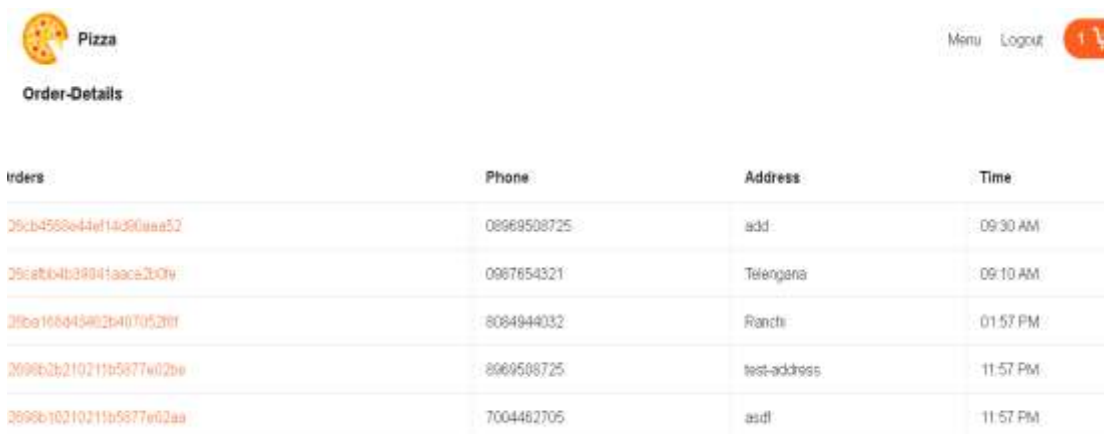 Pizza
Menu Logout 1
Order-Details
rders Phone Address Time
08969508725 add 09:30 AM
0987654321 Telengana 09:10 AM
8084944032 Ranchi 01:57 PM
8969508725 test-address 11:57 PM
7004462705 asdf 11:57 PM